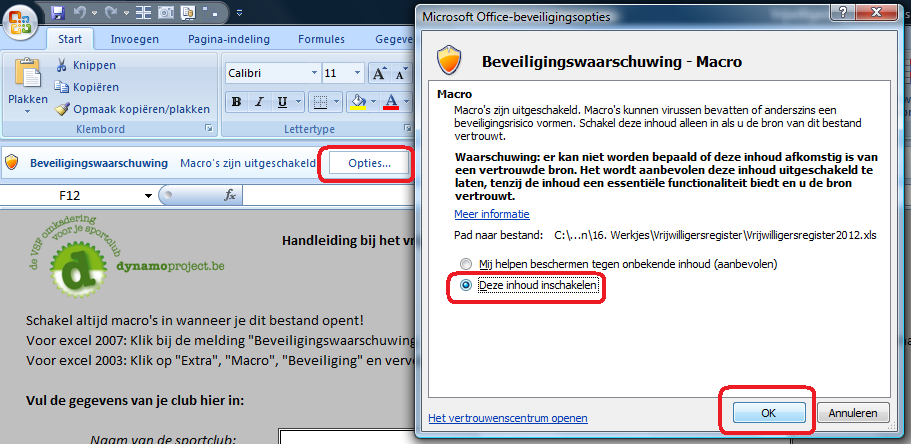 Start Invoegen Pagina-indeling Formules Gegeve
Plakken
Knippen
Kopiëren
Opmaak kopiëren/plakken
Klembord
Calibri 11 A A
B I U A
Lettertype
Beveiligingswaarschuwing Macro's zijn uitgeschakeld Opties...
F12 fx
de VSF omkadering
voor je sportclub
d
dynamoproject.be
Handleiding bij het vr
Schakel altijd macro's in wanneer je dit bestand opent!
Voor excel 2007: Klik bij de melding "Beveiligingswaarschuwing
Voor excel 2003: Klik op "Extra", "Macro", "Beveiliging" en verv
Vul de gegevens van je club hier in:
Naam van de sportclub:
Microsoft Office-beveiligingsopties
Beveiligingswaarschuwing - Macro
Macro
Macro's zijn uitgeschakeld. Macro's kunnen virussen bevatten of anderszins een
beveiligingsrisico vormen. Schakel deze inhoud alleen in als u de bron van dit bestand
vertrouwt.
Waarschuwing: er kan niet worden bepaald of deze inhoud afkomstig is van
een vertrouwde bron. Het wordt aanbevolen deze inhoud uitgeschakeld te
laten, tenzij de inhoud een essentiële functionaliteit biedt en u de bron
vertrouwt.
Meer informatie
Pad naar bestand: C:\...n\16. Werkjes\Vrijwilligersregister\Vrijwilligersregister2012.xls
Mij helpen beschermen tegen onbekende inhoud (aanbevolen)
Deze inhoud inschakelen
Het vertrouwenscentrum openen
OK Annuleren